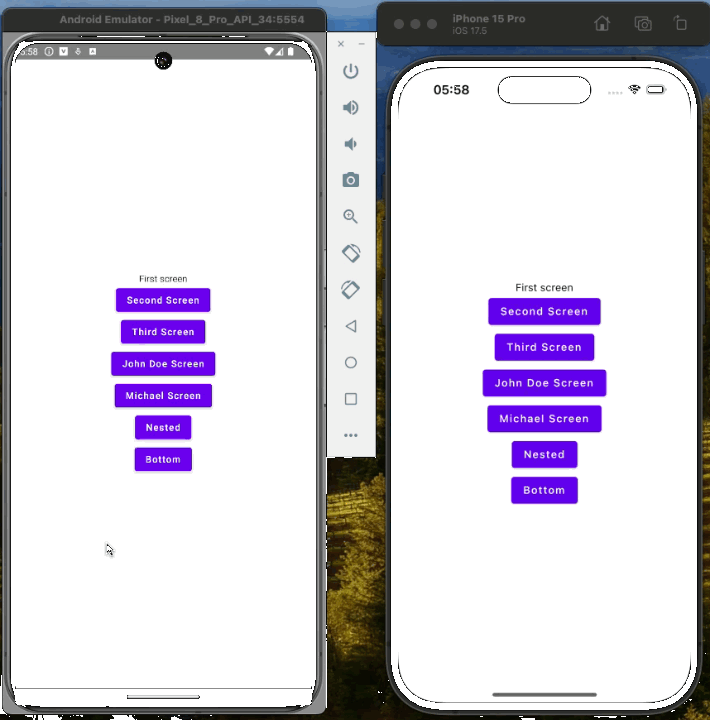 Android Emulator - Pixel_8_Pro_API_34:5554
:58
First screen
Second Screen
Third Screen
John Doe Screen
Michael Screen
Nested
Bottom
iPhone 15 Pro
iOS 17.5
05:58
First screen
Second Screen
Third Screen
John Doe Screen
Michael Screen
Nested
Bottom